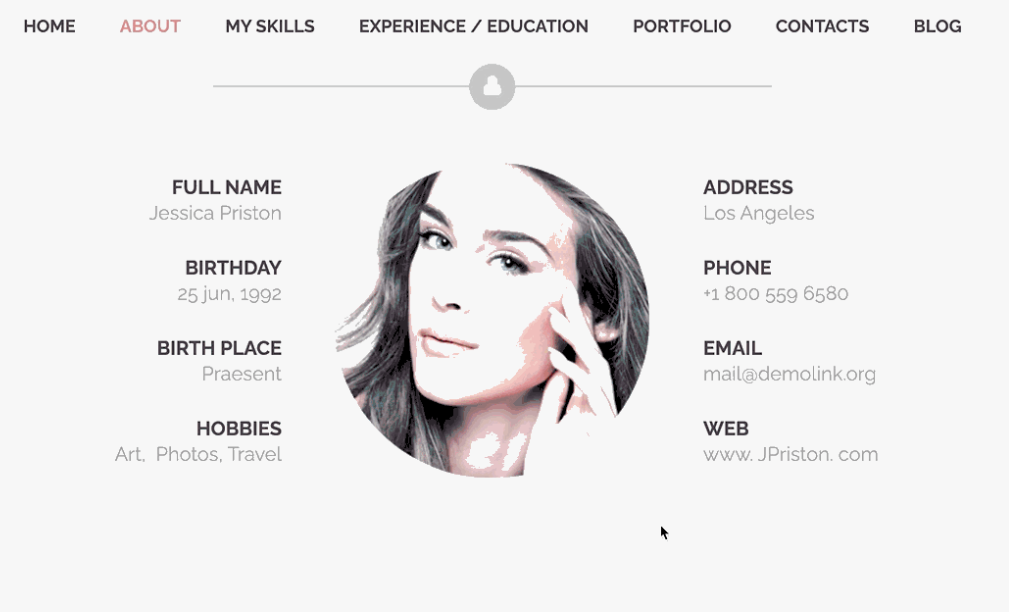 HOME ABOUT MY SKILLS EXPERIENCE / EDUCATION PORTFOLIO CONTACTS BLOG
FULL NAME
Jessica Priston
BIRTHDAY
25 jun, 1992
BIRTH PLACE
Praesent
HOBBIES
Art, Photos, Travel
ADDRESS
Los Angeles
PHONE
+1 800 559 6580
EMAIL
mail@demolink.org
WEB
www. JPriston. com